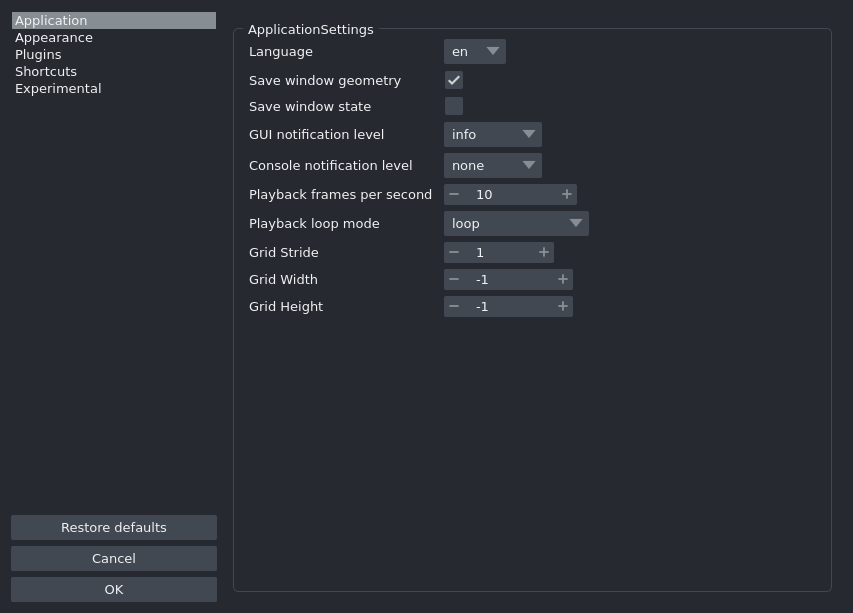 Application
Appearance
Plugins
Shortcuts
Experimental
Restore defaults
Cancel
OK
ApplicationSettings
Language en
Save window geometry
Save window state
GUI notification level info
Console notification level none
Playback frames per second 10
Playback loop mode loop
Grid Stride 1
Grid Width -1
Grid Height -1